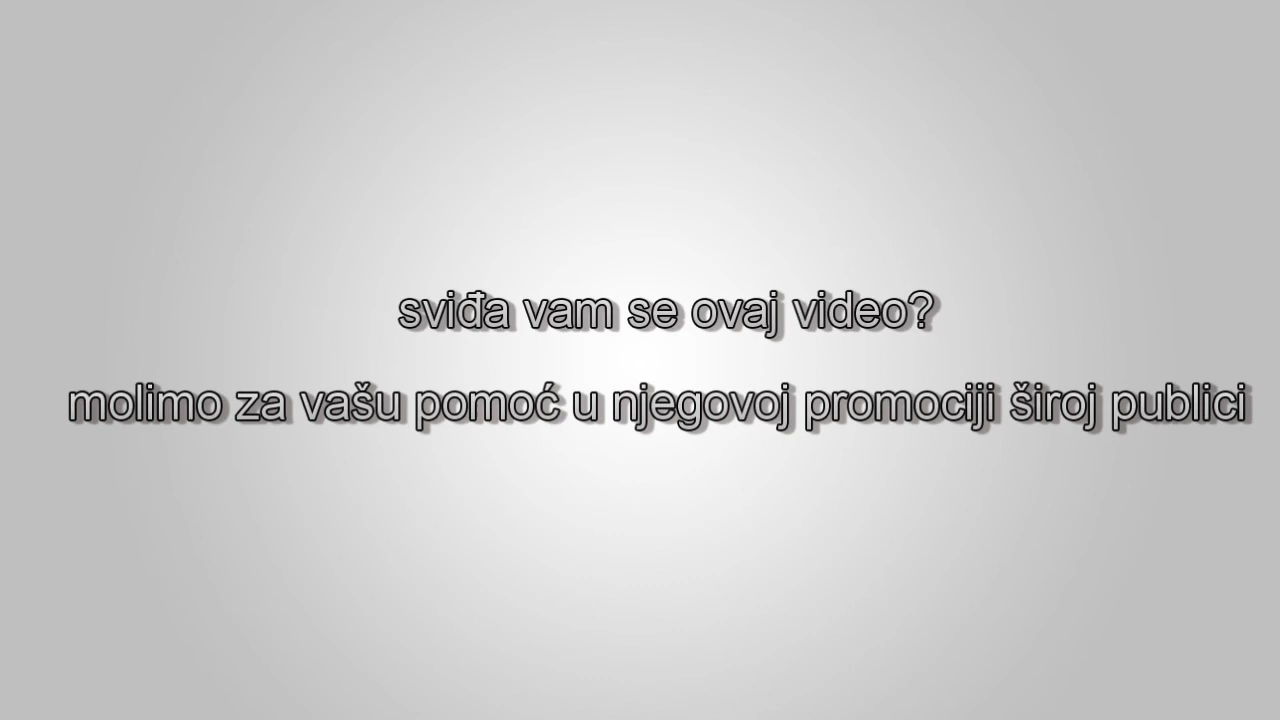 sviđa vam se ovaj video?
molimo za vašu pomoć u njegovoj promociji široj publici